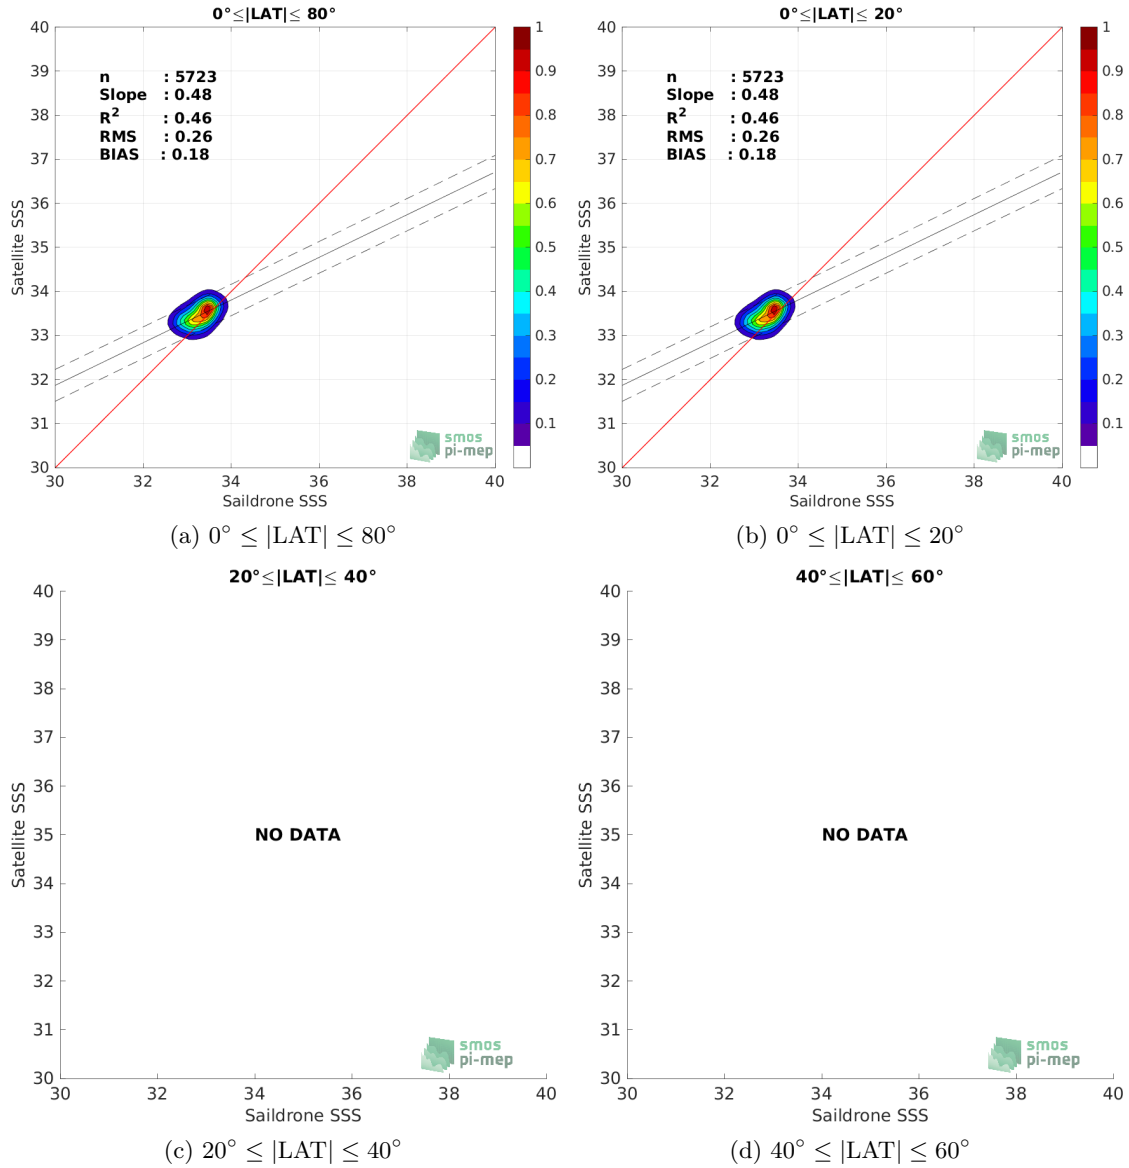 0°≤|LAT|≤ 80°
40
39
38
37
36
35
34
33
32
31
30
Satellite SSS
n : 5723
Slope : 0.48
R² : 0.46
RMS : 0.26
BIAS : 0.18
smos
pi-mep
30 32 34 36 38 40
Saildrone SSS
1
0.9
0.8
0.7
0.6
0.5
0.4
0.3
0.2
0.1
(a) 0° ≤ |LAT| ≤ 80°
0°≤|LAT|≤ 20°
40
39
38
37
36
35
34
33
32
31
30
Satellite SSS
n : 5723
Slope : 0.48
R² : 0.46
RMS : 0.26
BIAS : 0.18
smos
pi-mep
30 32 34 36 38 40
Saildrone SSS
1
0.9
0.8
0.7
0.6
0.5
0.4
0.3
0.2
0.1
(b) 0° ≤ |LAT| ≤ 20°
20°≤|LAT|≤ 40°
40
39
38
37
36
35
34
33
32
31
30
Satellite SSS
NO DATA
smos
pi-mep
30 32 34 36 38 40
Saildrone SSS
(c) 20° ≤ |LAT| ≤ 40°
40°≤|LAT|≤ 60°
40
39
38
37
36
35
34
33
32
31
30
Satellite SSS
NO DATA
smos
pi-mep
30 32 34 36 38 40
Saildrone SSS
(d) 40° ≤ |LAT| ≤ 60°